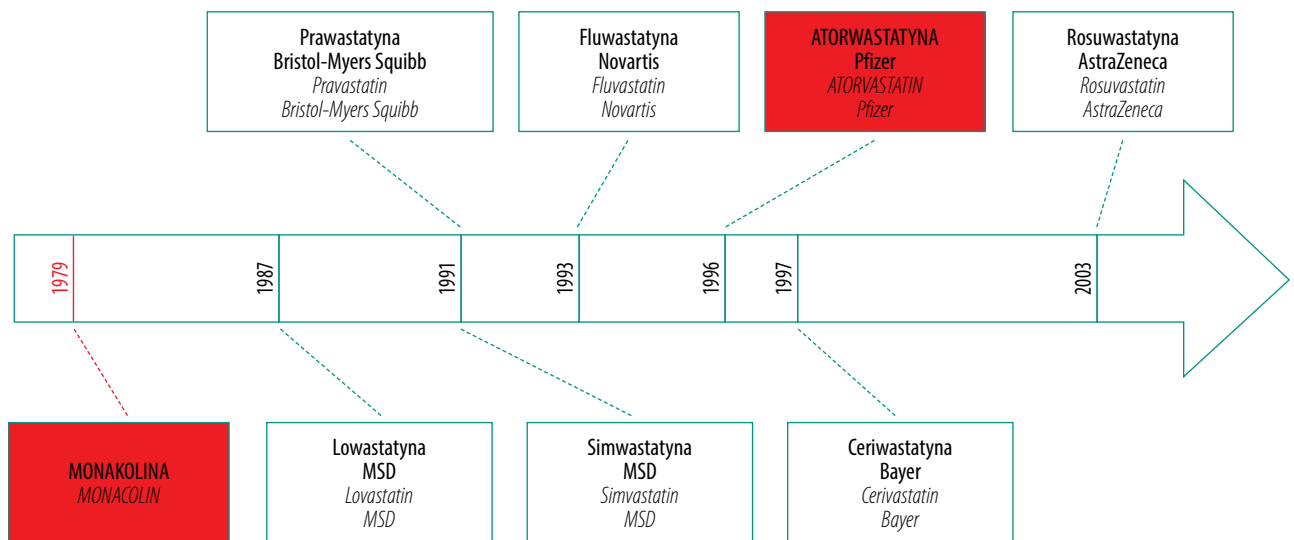 Prawastatyna
Bristol-Myers Squibb
Pravastatin
Bristol-Myers Squibb
Fluwastatyna
Novartis
Fluvastatin
Novartis
ATORWASTATYNA
Pfizer
ATORVASTATIN
Pfizer
Rosuwastatyna
AstraZeneca
Rosuvastatin
AstraZeneca
1979
1987
1991
1993
1996
1997
2003
MONAKOLINA
MONACOLIN
Lowastatyna
MSD
Lovastatin
MSD
Simwastatyna
MSD
Simvastatin
MSD
Ceriwastatyna
Bayer
Cerivastatin
Bayer